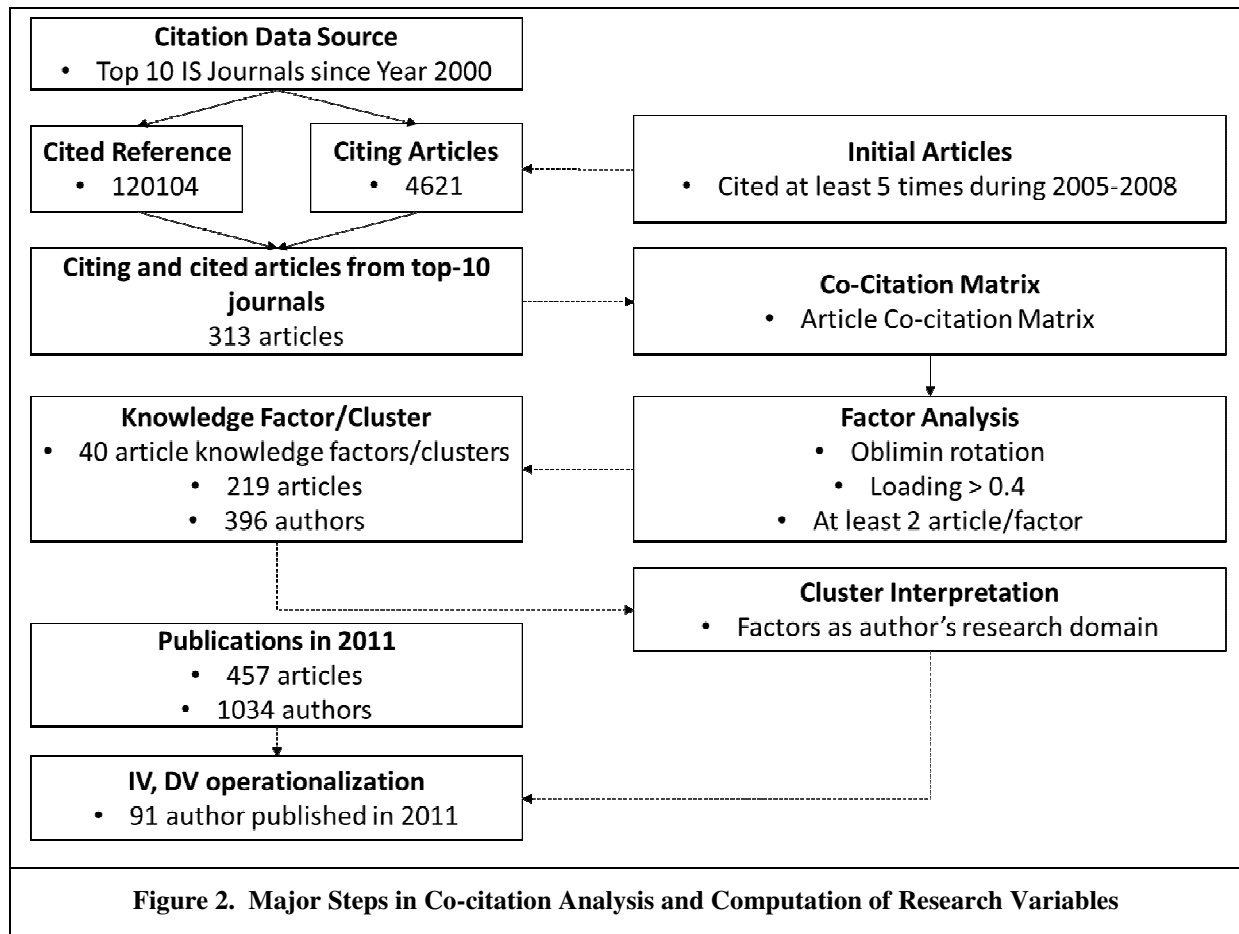 Citation Data Source
• Top 10 IS Journals since Year 2000
Cited Reference
• 120104
Citing Articles
• 4621
Initial Articles
• Cited at least 5 times during 2005-2008
Citing and cited articles from top-10
journals
313 articles
Co-Citation Matrix
• Article Co-citation Matrix
Knowledge Factor/Cluster
• 40 article knowledge factors/clusters
• 219 articles
• 396 authors
Factor Analysis
• Oblimin rotation
• Loading > 0.4
• At least 2 article/factor
Cluster Interpretation
• Factors as author's research domain
Publications in 2011
• 457 articles
• 1034 authors
IV, DV operationalization
• 91 author published in 2011
Figure 2. Major Steps in Co-citation Analysis and Computation of Research Variables